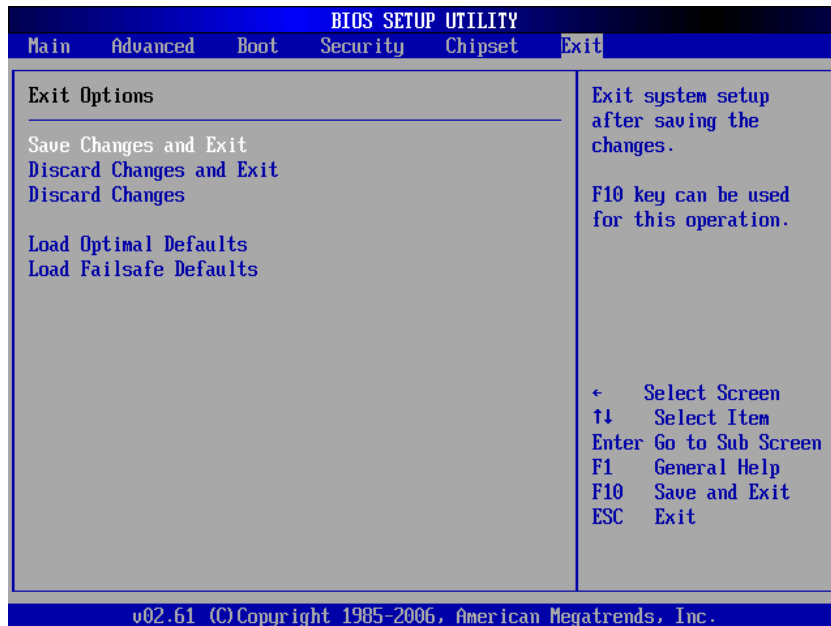 BIOS SETUP UTILITY
Main Advanced Boot Security Chipset Exit
Exit Options
Save Changes and Exit
Discard Changes and Exit
Discard Changes
Load Optimal Defaults
Load Failsafe Defaults
Exit system setup
after saving the
changes.
F10 key can be used
for this operation.
← Select Screen
↑↓ Select Item
Enter Go to Sub Screen
F1 General Help
F10 Save and Exit
ESC Exit
v02.61 (C)Copyright 1985-2006, American Megatrends, Inc.